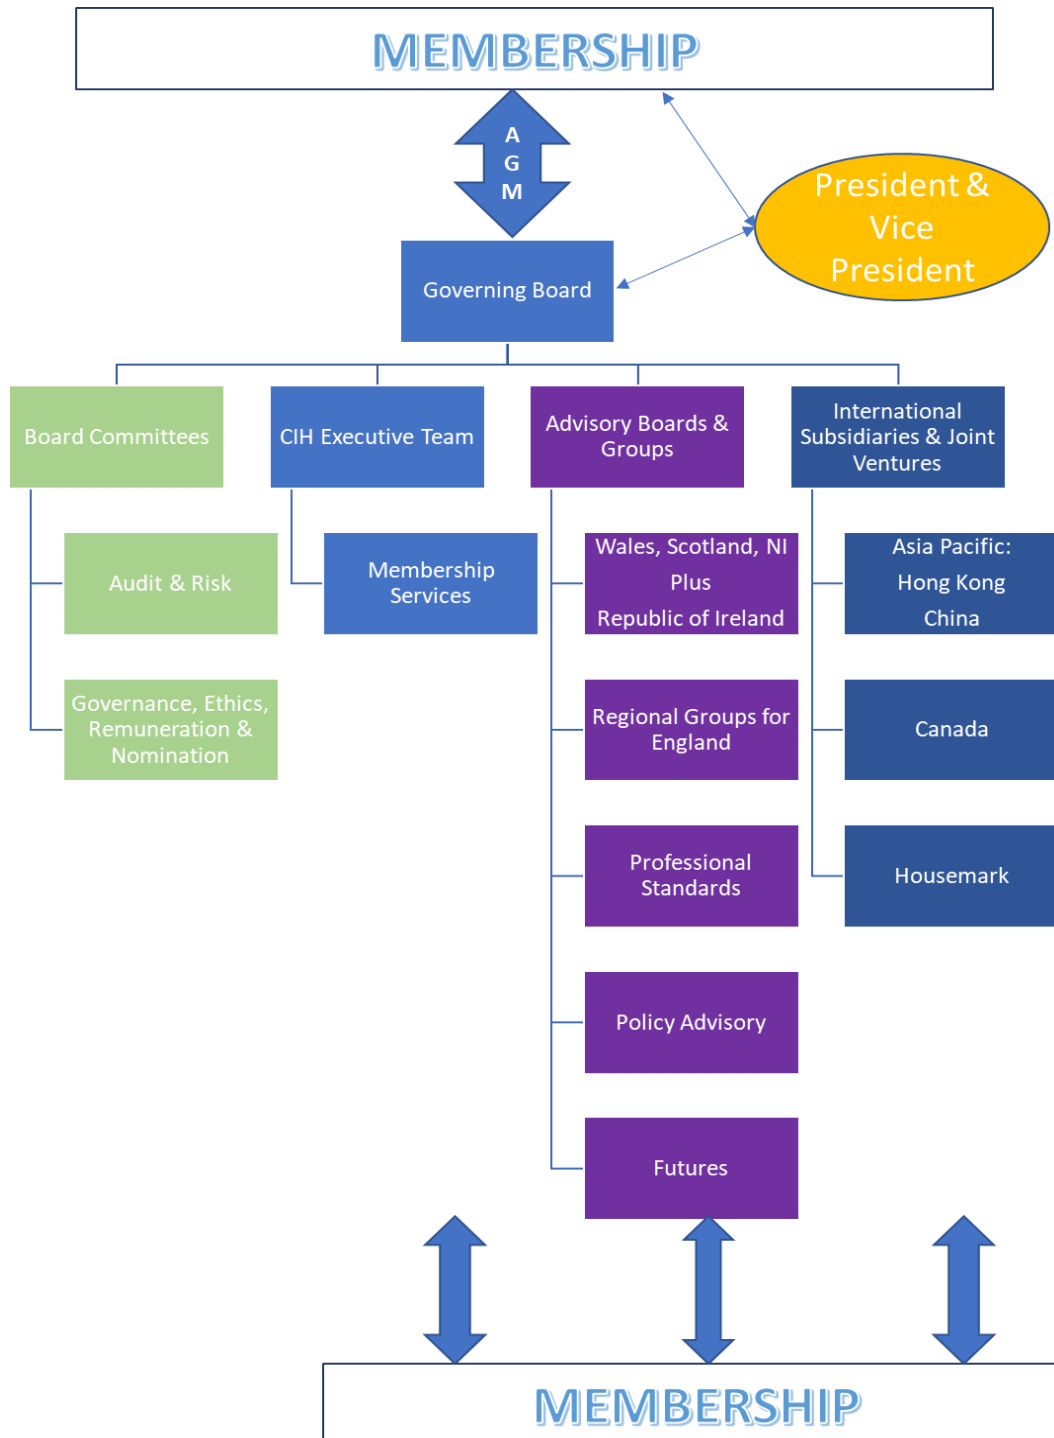 MEMBERSHIP
A
G
M
President &
Vice
President
Governing Board
Board Committees
CIH Executive Team
Advisory Boards &
Groups
International
Subsidiaries & Joint
Ventures
Audit & Risk
Membership
Services
Wales, Scotland, NI
Plus
Republic of Ireland
Asia Pacific:
Hong Kong
China
Governance, Ethics,
Remuneration &
Nomination
Regional Groups for
England
Canada
Professional
Standards
Housemark
Policy Advisory
Futures
MEMBERSHIP